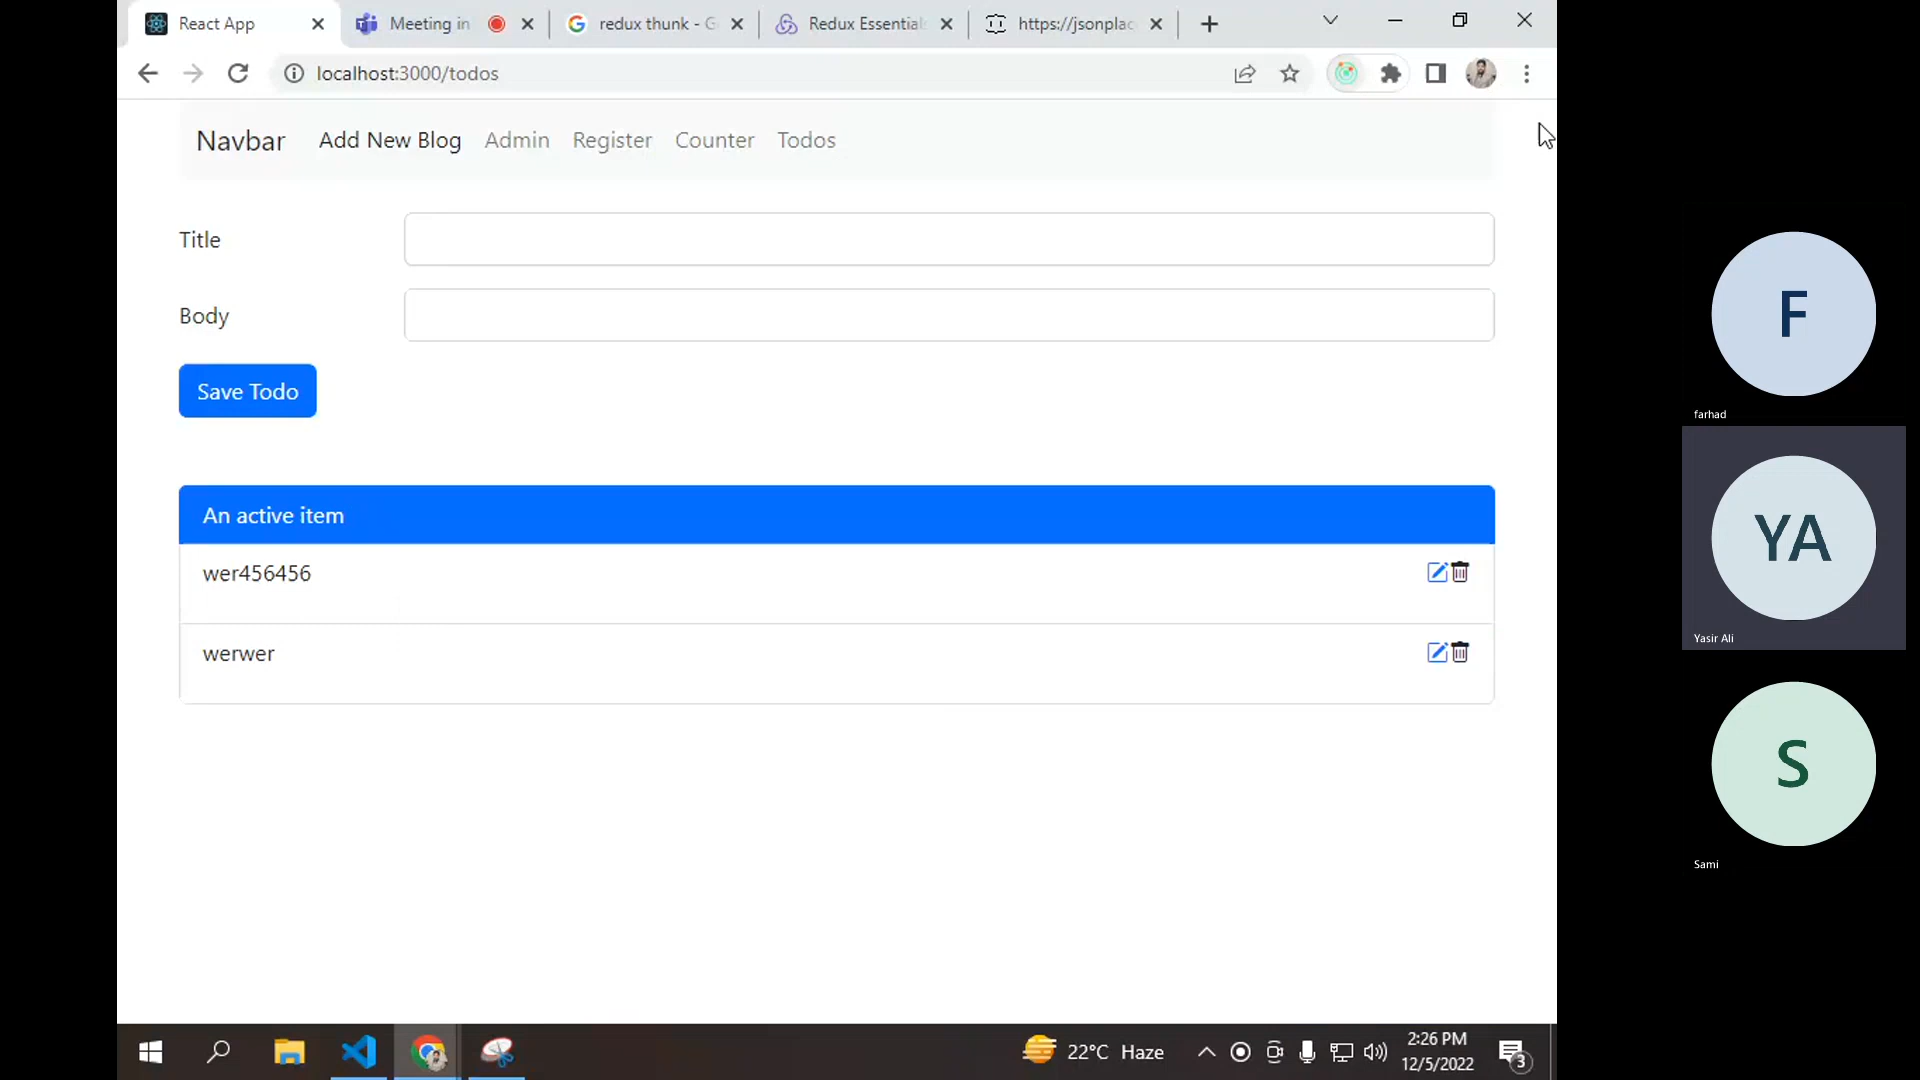 React App
Meeting in
redux thunk - G
Redux Essential
https://jsonplac
localhost:3000/todos
Navbar Add New Blog Admin Register Counter Todos
Title
Body
Save Todo
An active item
wer456456
werwer
F
farhad
YA
Yasir Ali
S
Sami
22°C Haze
2:26 PM
12/5/2022
3